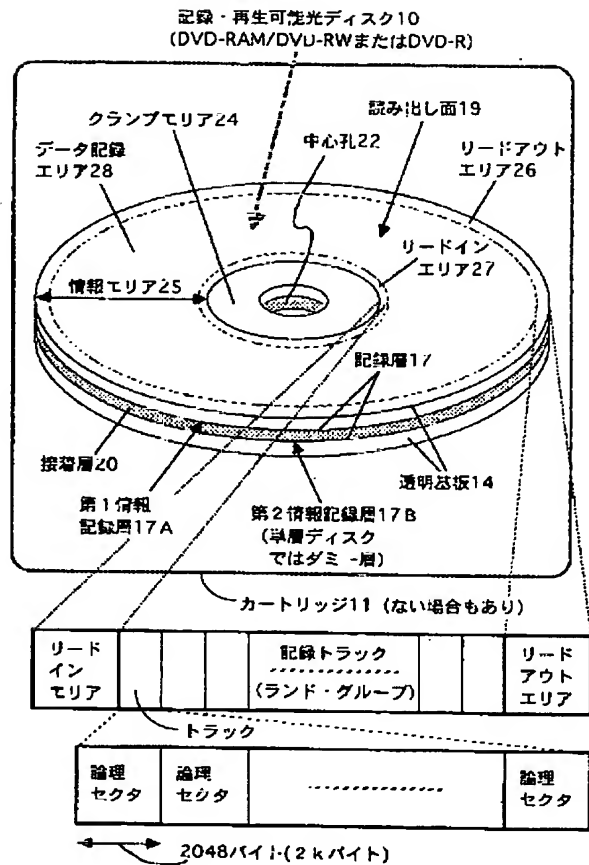 記録・再生可能光ディスク10
(DVD-RAM/DVD-RWまたはDVD-R)
クランプエリア24
読み出し面19
中心孔22
データ記録
エリア28
リードアウト
エリア26
リードイン
エリア27
情報エリア25
記録層17
接着層20
透明基板14
第1情報
記録層17A
第2情報記録層17B
(単層ディスク
ではダミー層)
カートリッジ11 (ない場合もあり)
リード
イン
エリア
記録トラック
(ランド・グループ)
リード
アウト
エリア
トラック
論理
セクタ
論理
セクタ
論理
セクタ
2048バイト(2kバイト)